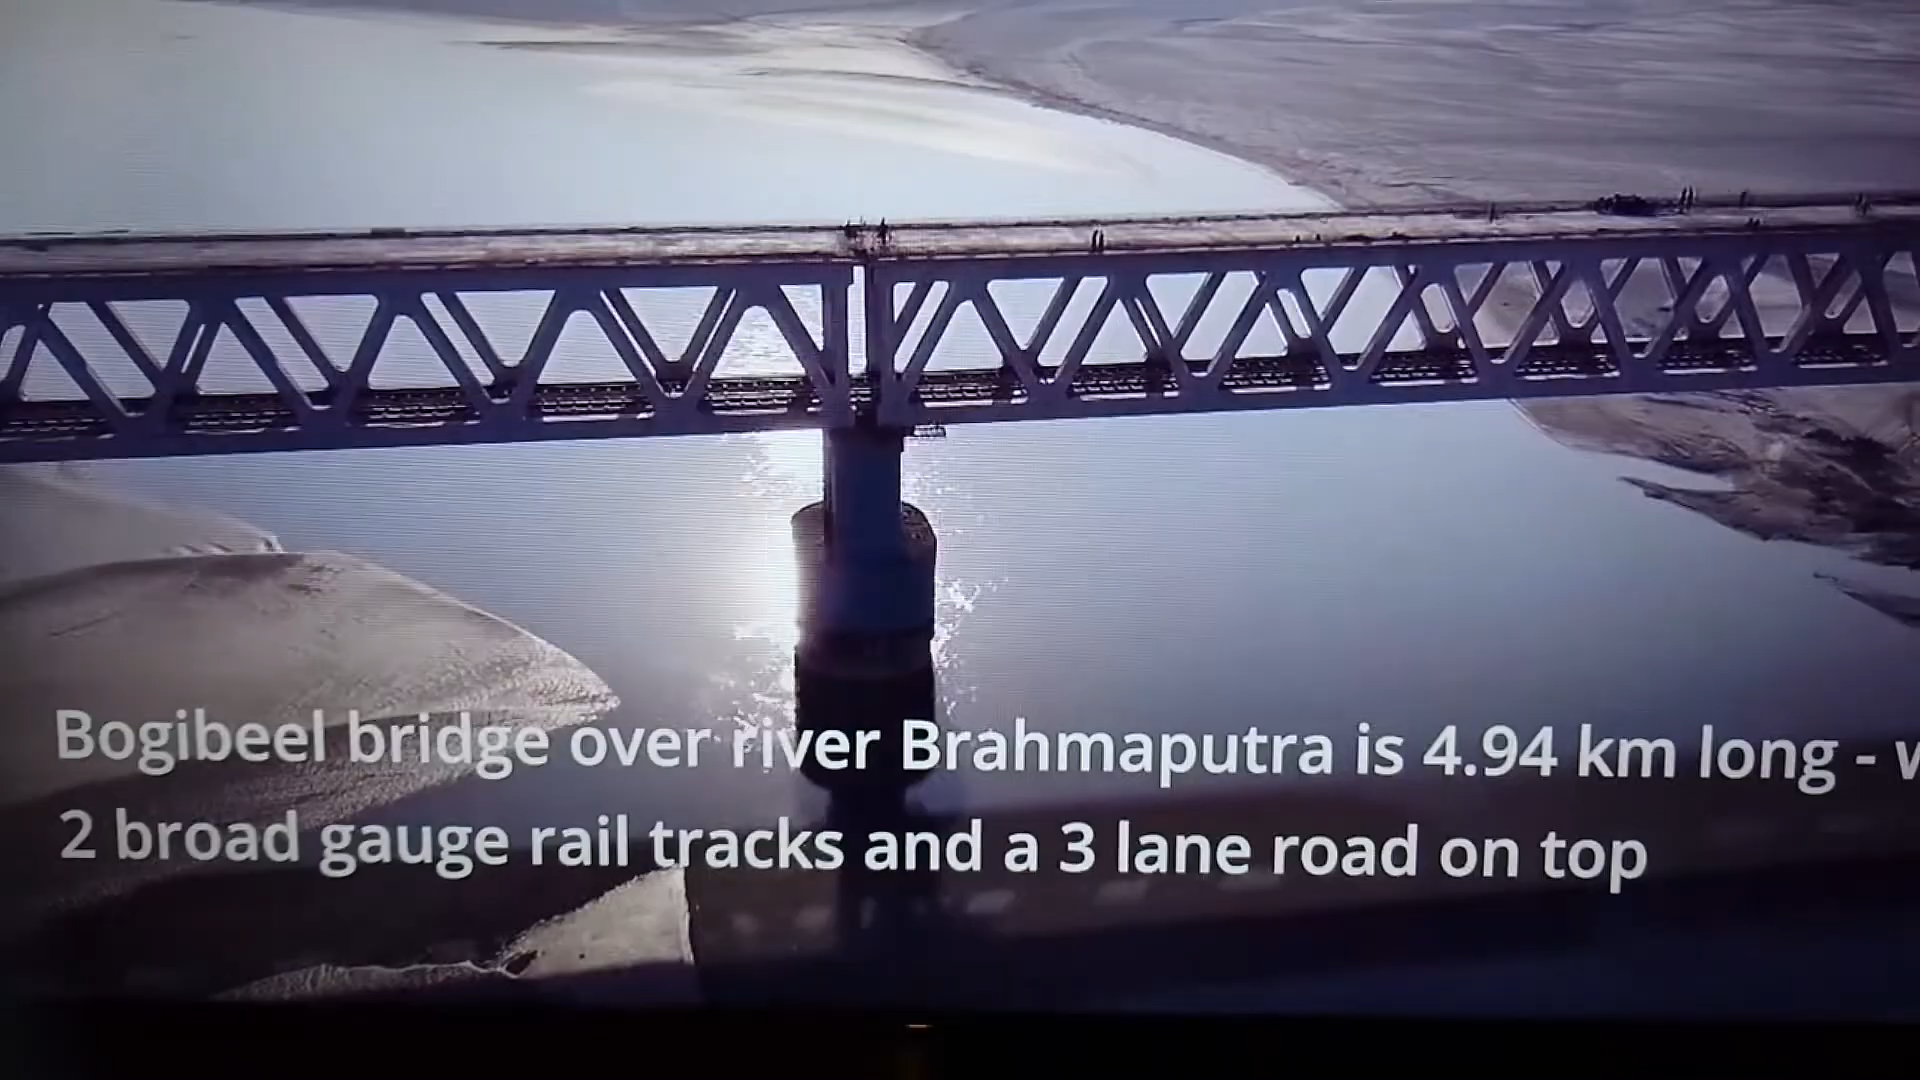 Bogibeel bridge over river Brahmaputra is 4.94 km long -
2 broad gauge rail tracks and a 3 lane road on top